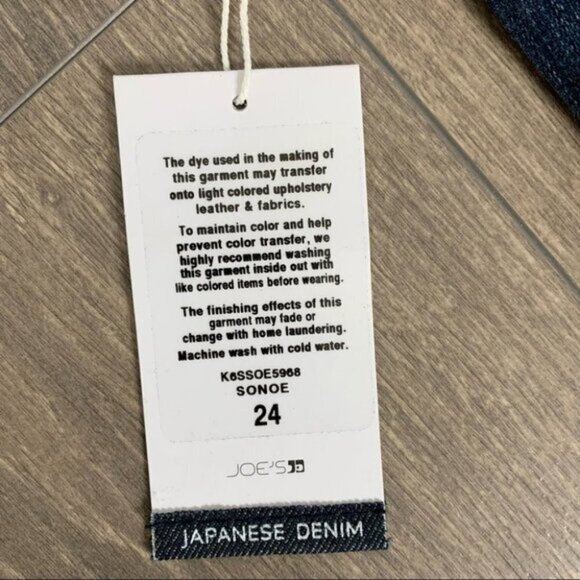 The dye used in the making of
this garment may transfer
onto light colored upholstery
leather & fabrics.
To maintain color and help
prevent color transfer, we
highly recommend washing
this garment inside out with
like colored items before wearing.
The finishing effects of this
garment may fade or
change with home laundering.
Machine wash with cold water.
K6SSOE5968
SONOE
24
JOE'S
JAPANESE DENIM